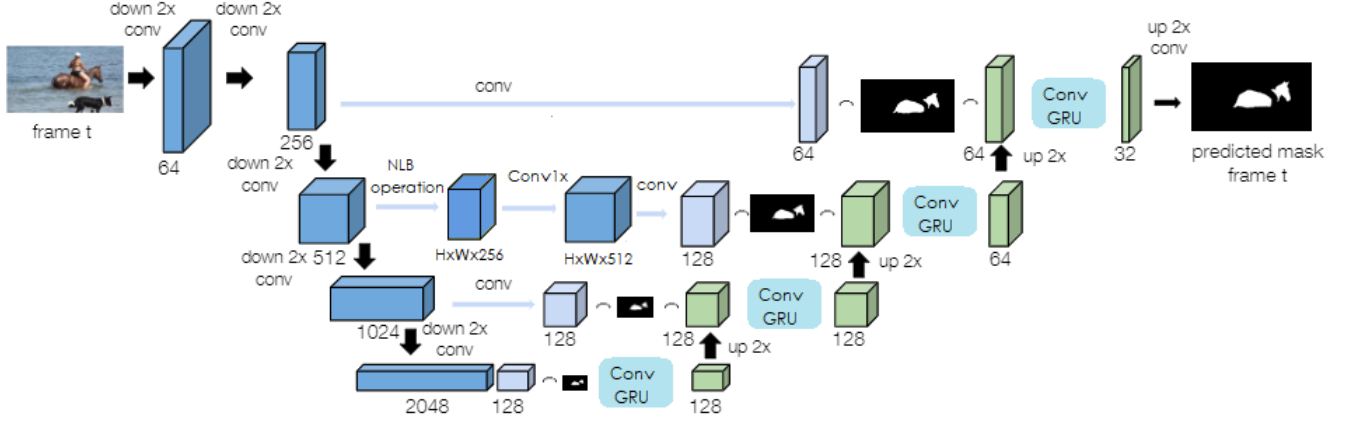 down 2x
conv
down 2x
conv
frame t
64
256
conv
64
64
Conv
GRU
32
up 2x
conv
predicted mask
frame t
down 2x
conv
NLB
operation
Conv1x
conv
up 2x
512
HxWx256
HxWx512
128
128
Conv
GRU
64
down 2x
conv
conv
up 2x
1024
128
128
Conv
GRU
128
down 2x
conv
up 2x
2048
128
Conv
GRU
128